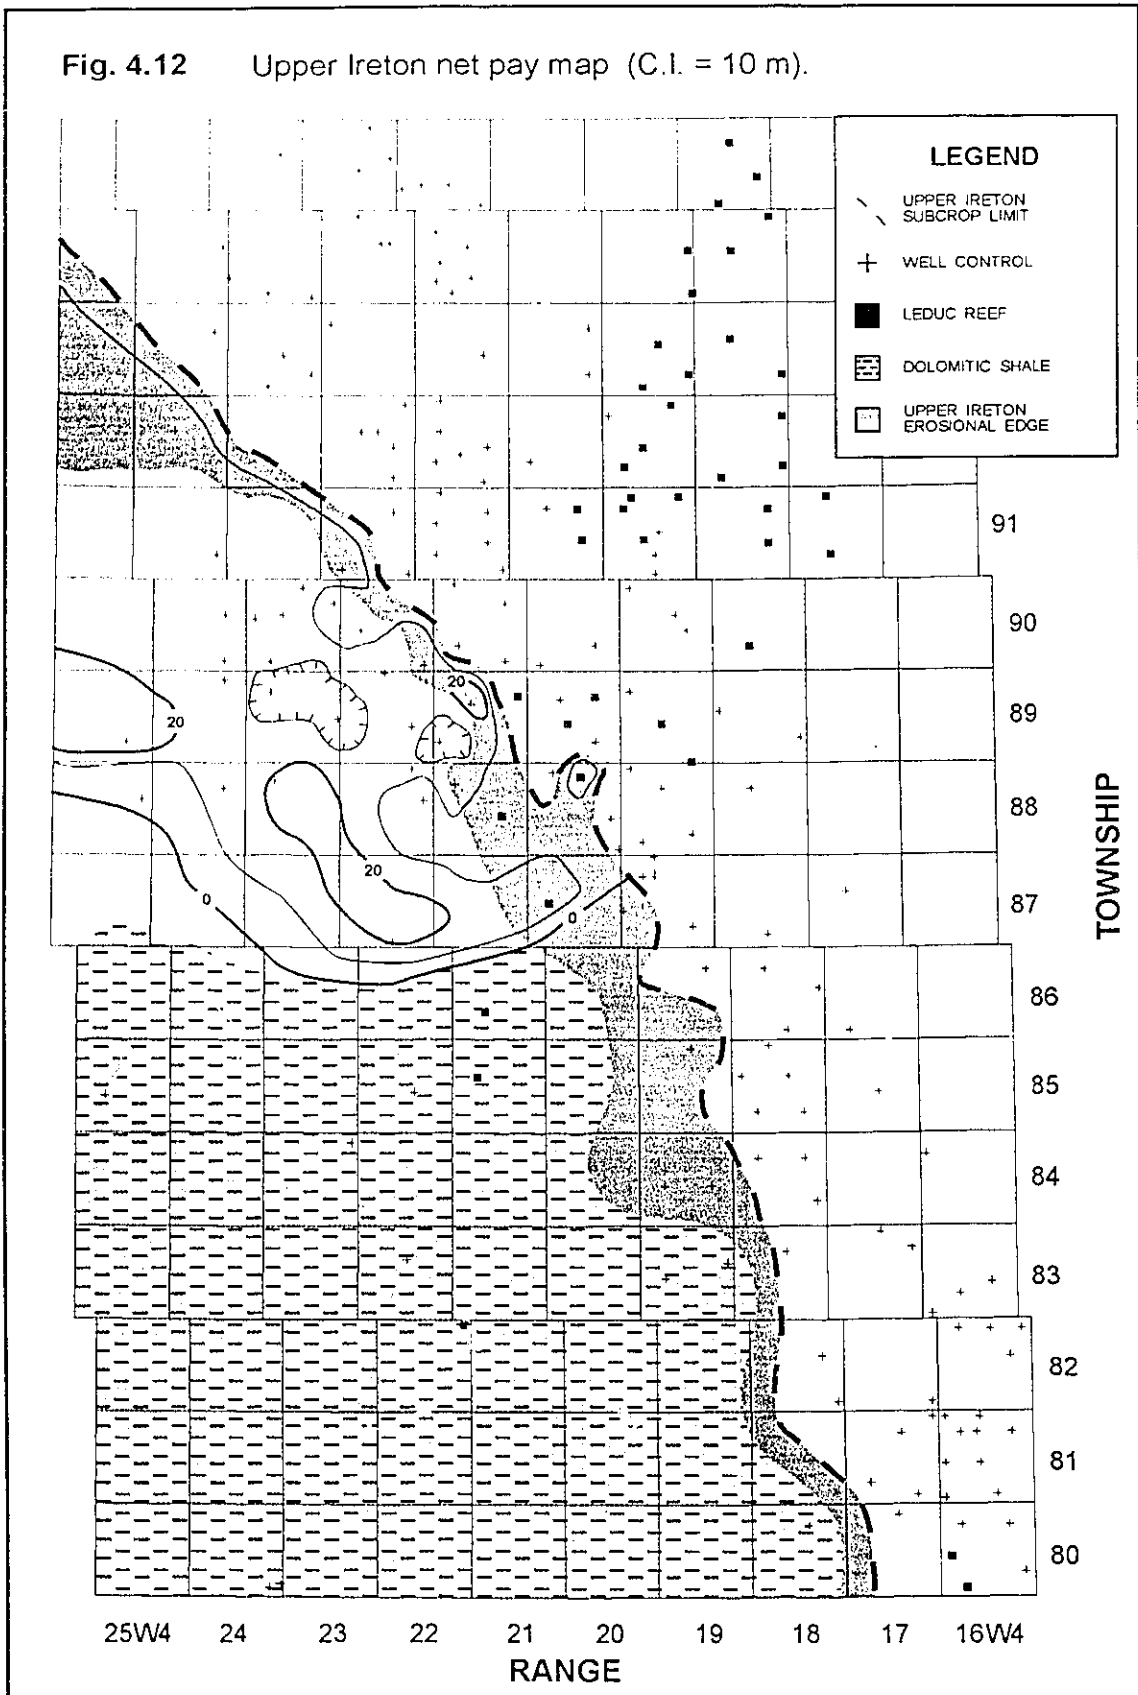 Fig. 4.12 Upper Ireton net pay map (C.I. = 10 m).
LEGEND
UPPER IRETON
SUBCROP LIMIT
WELL CONTROL
LEDUC REEF
DOLOMITIC SHALE
UPPER IRETON
EROSIONAL EDGE
91
90
20
89
20
88
20
0
87
0
86
85
84
83
82
81
80
TOWNSHIP
25W4 24 23 22 21 20 19 18 17 16W4
RANGE